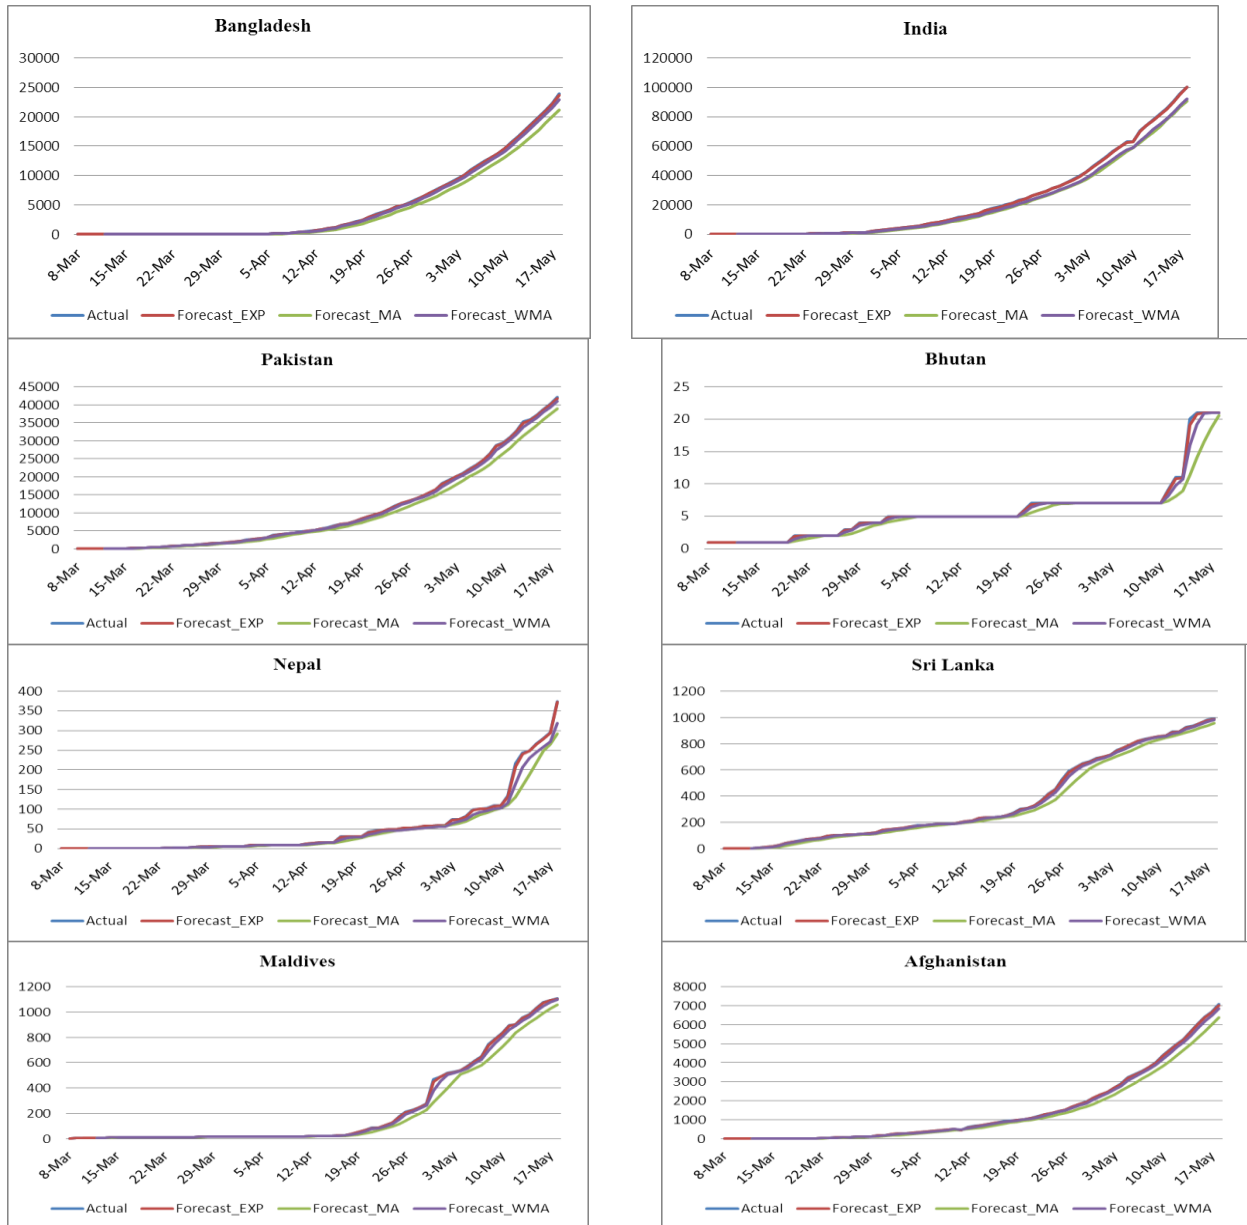 Bangladesh
30000
25000
20000
15000
10000
5000
0
8-Mar 15-Mar 22-Mar 29-Mar 5-Apr 12-Apr 19-Apr 26-Apr 3-May 10-May 17-May
Actual Forecast_EXP Forecast_MA Forecast_WMA
India
120000
100000
80000
60000
40000
20000
0
8-Mar 15-Mar 22-Mar 29-Mar 5-Apr 12-Apr 19-Apr 26-Apr 3-May 10-May 17-May
Actual Forecast_EXP Forecast_MA Forecast_WMA
Pakistan
45000
40000
35000
30000
25000
20000
15000
10000
5000
0
8-Mar 15-Mar 22-Mar 29-Mar 5-Apr 12-Apr 19-Apr 26-Apr 3-May 10-May 17-May
Actual Forecast_EXP Forecast_MA Forecast_WMA
Bhutan
25
20
15
10
5
0
8-Mar 15-Mar 22-Mar 29-Mar 5-Apr 12-Apr 19-Apr 26-Apr 3-May 10-May 17-May
Actual Forecast_EXP Forecast_MA Forecast_WMA
Nepal
400
350
300
250
200
150
100
50
0
8-Mar 15-Mar 22-Mar 29-Mar 5-Apr 12-Apr 19-Apr 26-Apr 3-May 10-May 17-May
Actual Forecast_EXP Forecast_MA Forecast_WMA
Sri Lanka
1200
1000
800
600
400
200
0
8-Mar 15-Mar 22-Mar 29-Mar 5-Apr 12-Apr 19-Apr 26-Apr 3-May 10-May 17-May
Actual Forecast_EXP Forecast_MA Forecast_WMA
Maldives
1200
1000
800
600
400
200
0
8-Mar 15-Mar 22-Mar 29-Mar 5-Apr 12-Apr 19-Apr 26-Apr 3-May 10-May 17-May
Actual Forecast_EXP Forecast_MA Forecast_WMA
Afghanistan
8000
7000
6000
5000
4000
3000
2000
1000
0
8-Mar 15-Mar 22-Mar 29-Mar 5-Apr 12-Apr 19-Apr 26-Apr 3-May 10-May 17-May
Actual Forecast_EXP Forecast_MA Forecast_WMA